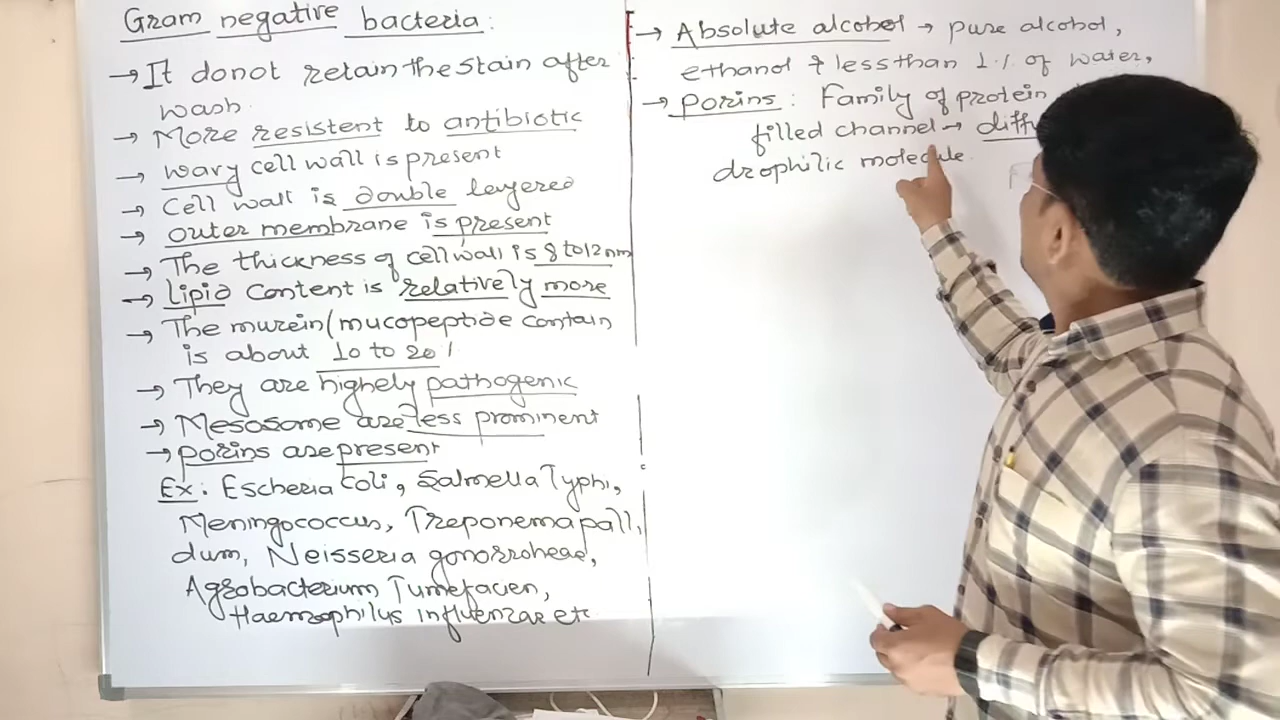 Gram negative bacteria:
→ It donot retain the stain after
wash.
→ More resistent to antibiotic
→ wavy cell wall is present
→ Cell wall is double layered
→ outer membrane is present
→ The thickness of cell wall is 8 to 12 nm
→ lipid content is relatively more
→ The murein (mucopeptide contain
is about 10 to 20 %
→ They are highely pathogenic
→ Mesosome are less prominent
→ porins are present
Ex: Escheria coli, Salmella Typhi,
Meningococcus, Treponema palli,
dum, Neisseria gonorroheae,
Agrobacterium Tumefacien,
Haemophilus influenzae etc
→ Absolute alcohol → pure alcohol,
ethanol & less than 1 % of water,
→ porins: Family of protein
filled channel →
drophilic molecule.